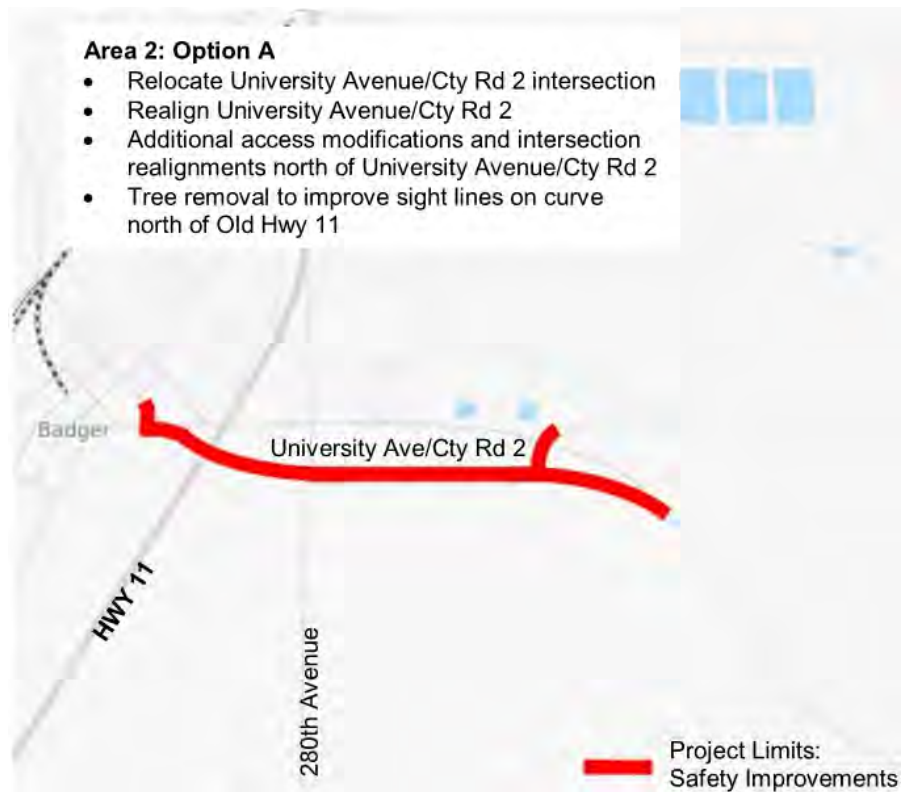 Area 2: Option A
• Relocate University Avenue/Cty Rd 2 intersection
• Realign University Avenue/Cty Rd 2
• Additional access modifications and intersection
realignments north of University Avenue/Cty Rd 2
• Tree removal to improve sight lines on curve
north of Old Hwy 11
Badger
University Ave/Cty Rd 2
HWY 11
280th Avenue
Project Limits:
Safety Improvements